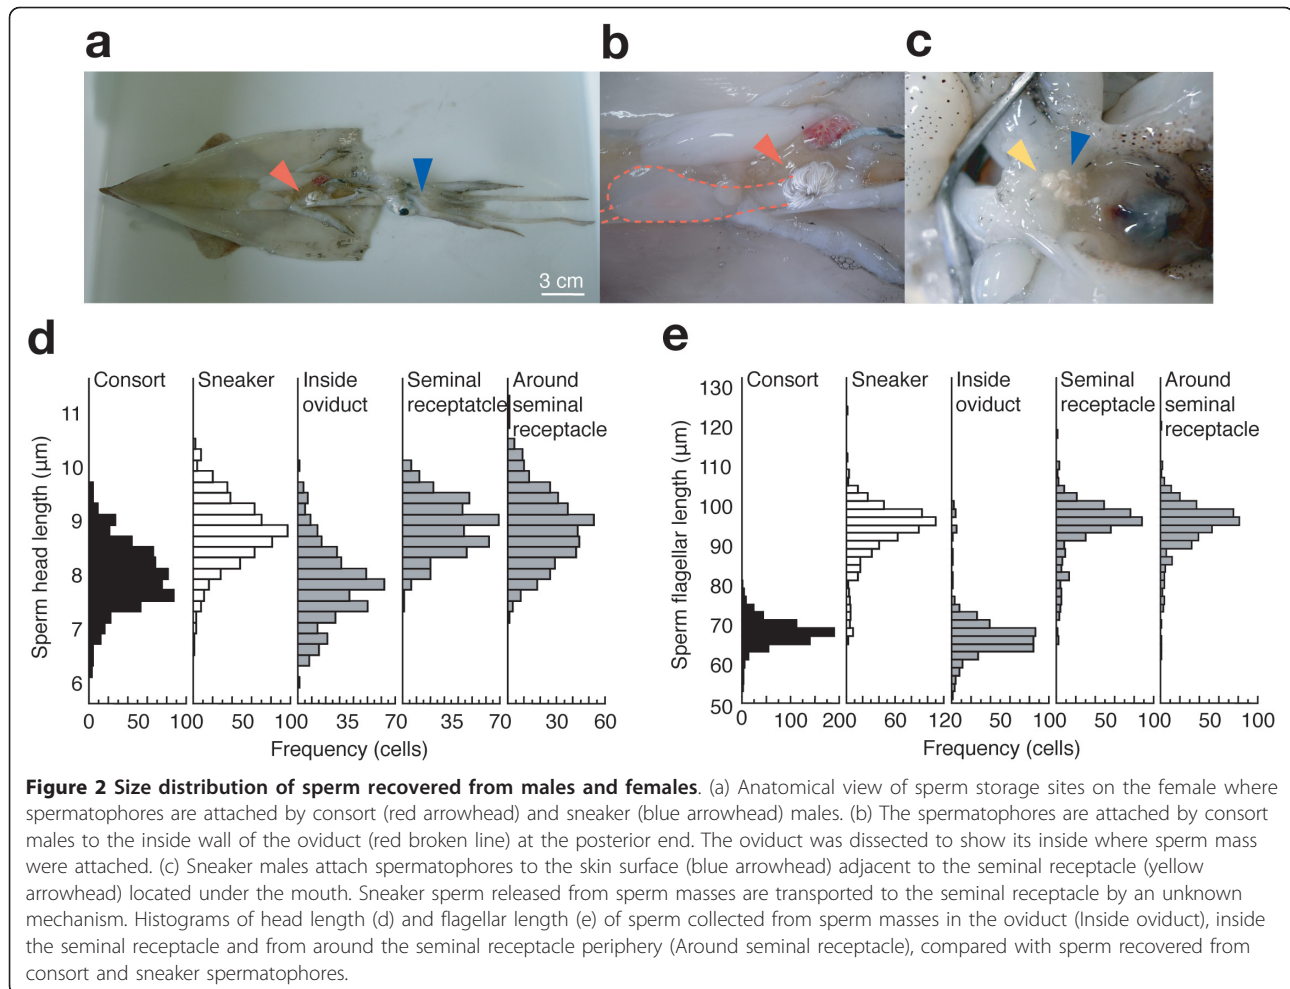 a
b
c
3 cm
d
e
Consort
Sneaker
Inside
oviduct
Seminal
receptatcle
Around
seminal
receptacle
11
10
9
8
7
6
Sperm head length (µm)
0 50 100
0 50 100
0 35 70
0 35 70
0 30 60
Frequency (cells)
Consort
Sneaker
Inside
oviduct
Seminal
receptacle
Around
seminal
receptacle
130
120
110
100
90
80
70
60
50
Sperm flagellar length (µm)
0 100 200
0 60 120
0 50 100
0 50 100
0 50 100
Frequency (cells)
Figure 2 Size distribution of sperm recovered from males and females. (a) Anatomical view of sperm storage sites on the female where
spermatophores are attached by consort (red arrowhead) and sneaker (blue arrowhead) males. (b) The spermatophores are attached by consort
males to the inside wall of the oviduct (red broken line) at the posterior end. The oviduct was dissected to show its inside where sperm mass
were attached. (c) Sneaker males attach spermatophores to the skin surface (blue arrowhead) adjacent to the seminal receptacle (yellow
arrowhead) located under the mouth. Sneaker sperm released from sperm masses are transported to the seminal receptacle by an unknown
mechanism. Histograms of head length (d) and flagellar length (e) of sperm collected from sperm masses in the oviduct (Inside oviduct), inside
the seminal receptacle and from around the seminal receptacle periphery (Around seminal receptacle), compared with sperm recovered from
consort and sneaker spermatophores.